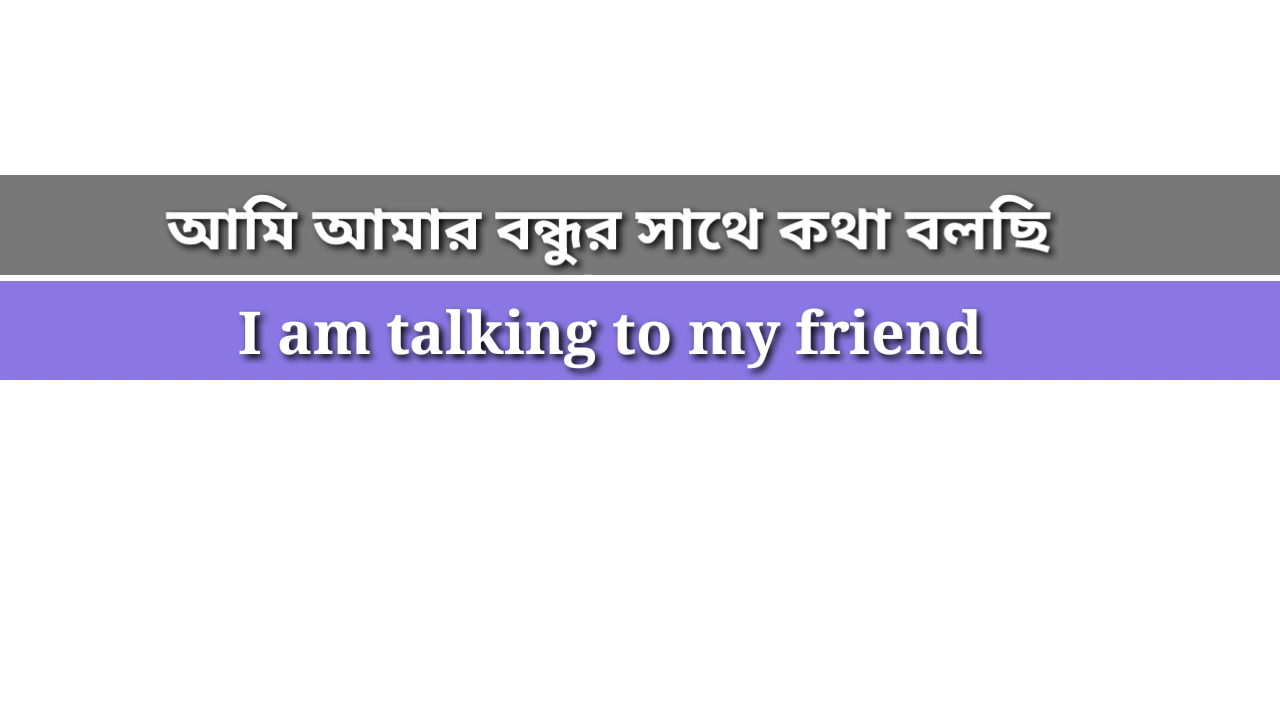 আমি আমার বন্ধুর সাথে কথা বলছি
I am talking to my friend